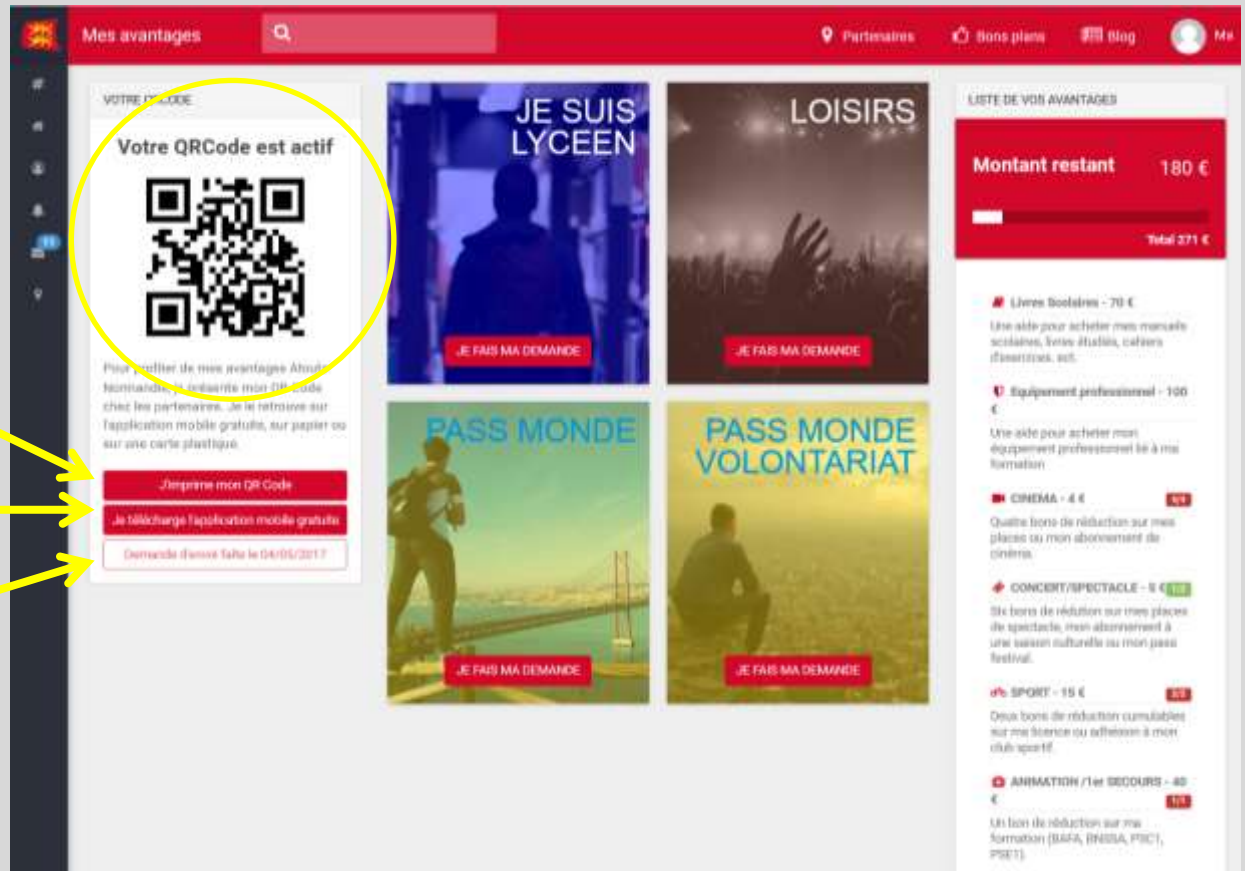 Mes avantages
Partenaires
Bons plans
Blog
Me
VOTRE QRCODE
Votre QRCode est actif
Pour profiter de mes avantages Atouts
Normandie, je présente mon QR Code
chez les partenaires. Je le retrouve sur
l'application mobile gratuite, sur papier ou
sur une carte plastique.
J'imprime mon QR Code
Je télécharge l'application mobile gratuite
Demande d'envoi faite le 04/05/2017
JE SUIS
LYCEEN
JE FAIS MA DEMANDE
LOISIRS
JE FAIS MA DEMANDE
PASS MONDE
JE FAIS MA DEMANDE
PASS MONDE
VOLONTARIAT
JE FAIS MA DEMANDE
LISTE DE VOS AVANTAGES
Montant restant 180 €
Total 271 €
Livres Scolaires - 70 €
Une aide pour acheter mes manuels
scolaires, livres étudiés, cahiers
d'exercices, ect.
Equipement professionnel - 100
€
Une aide pour acheter mon
équipement professionnel lié à ma
formation
CINEMA - 4 €
Quatre bons de réduction sur mes
places ou mon abonnement de
cinéma.
CONCERT/SPECTACLE - 5 €
Six bons de rédution sur mes places
de spectacle, mon abonnement à
une saison culturelle ou mon pass
festival.
SPORT - 15 €
Deux bons de réduction cumulables
sur ma licence ou adhésion à mon
club sportif.
ANIMATION /1er SECOURS - 40
€
Un bon de réduction sur ma
formation (BAFA, BNSSA, PSC1,
PSE1).